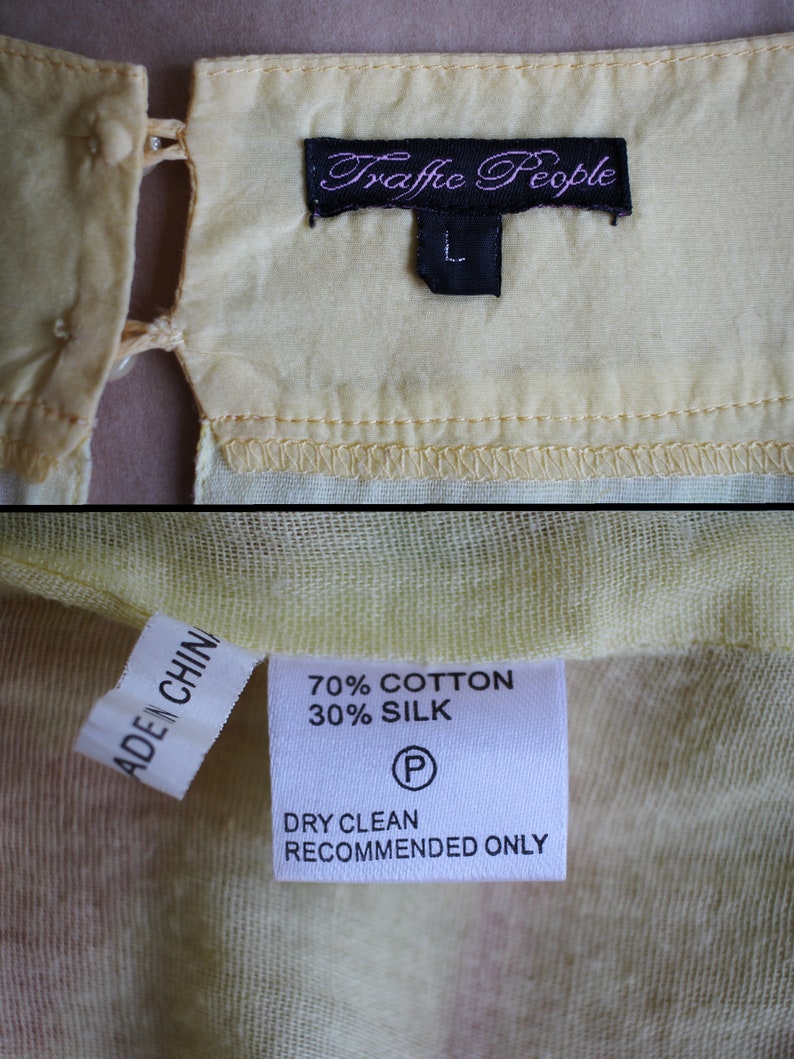 Traffic People
L
ADE IN CHINA
70% COTTON
30% SILK
P
DRY CLEAN
RECOMMENDED ONLY